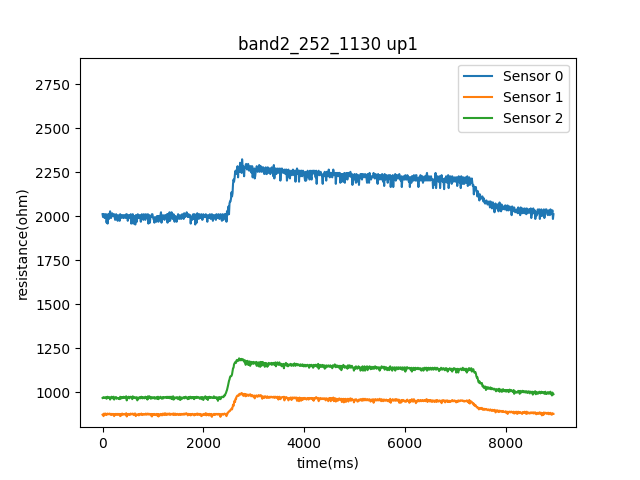 band2_252_1130 up1
Sensor 0
Sensor 1
Sensor 2
resistance(ohm)
2750
2500
2250
2000
1750
1500
1250
1000
0 2000 4000 6000 8000
time(ms)